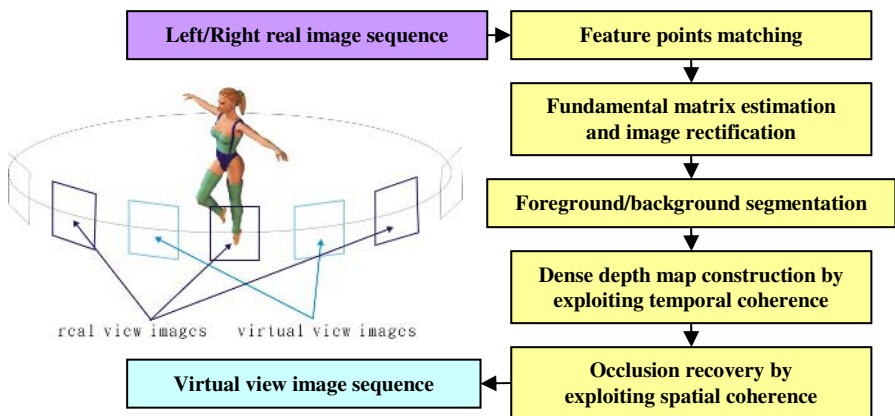 Left/Right real image sequence
Feature points matching
Fundamental matrix estimation
and image rectification
Foreground/background segmentation
Dense depth map construction by
exploiting temporal coherence
real view images
virtual view images
Occlusion recovery by
exploiting spatial coherence
Virtual view image sequence